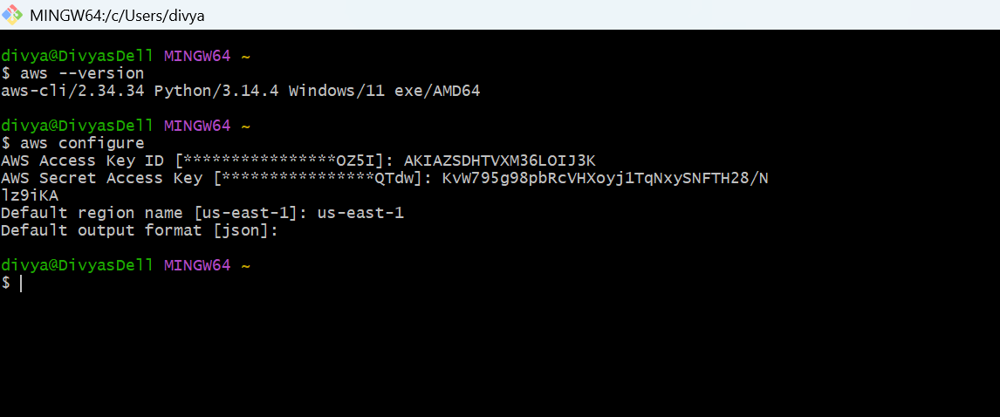 MINGW64:/c/Users/divya
divya@DivyasDell MINGW64 ~
$ aws --version
aws-cli/2.34.34 Python/3.14.4 Windows/11 exe/AMD64
divya@DivyasDell MINGW64 ~
$ aws configure
AWS Access Key ID [****************OZ5I]: AKIAZSDHTVXM36LOIJ3K
AWS Secret Access Key [****************QTdw]: KvW795g98pbRcVHXoyj1TqNxySNFTH28/N
lz9iKA
Default region name [us-east-1]: us-east-1
Default output format [json]:
divya@DivyasDell MINGW64 ~
$